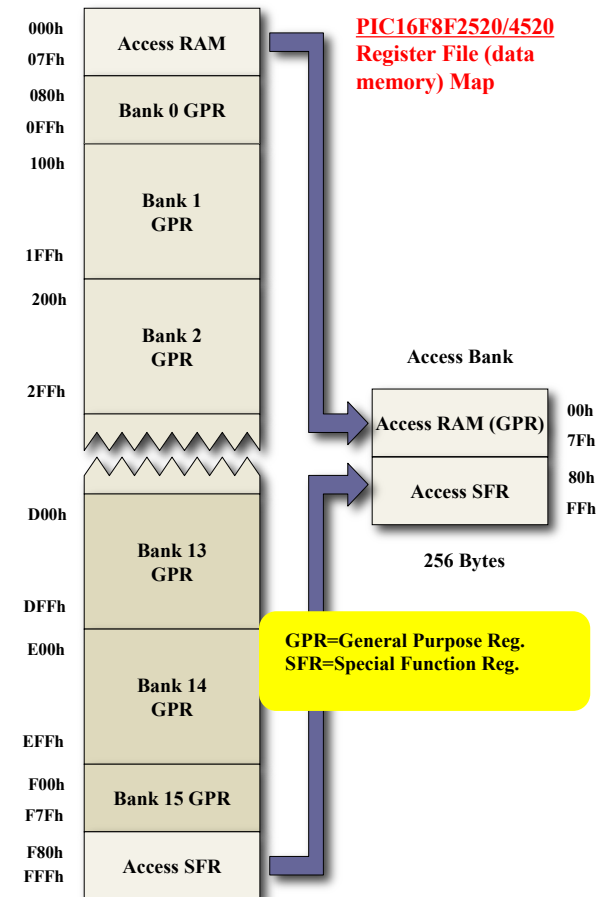 PIC16F8F2520/4520
Register File (data
memory) Map
000h
Access RAM
07Fh
080h
Bank 0 GPR
0FFh
100h
Bank 1
GPR
1FFh
200h
Bank 2
GPR
2FFh
D00h
Bank 13
GPR
DFFh
E00h
Bank 14
GPR
EFFh
F00h
Bank 15 GPR
F7Fh
F80h
Access SFR
FFFh
Access Bank
Access RAM (GPR)
00h
7Fh
Access SFR
80h
FFh
256 Bytes
GPR=General Purpose Reg.
SFR=Special Function Reg.